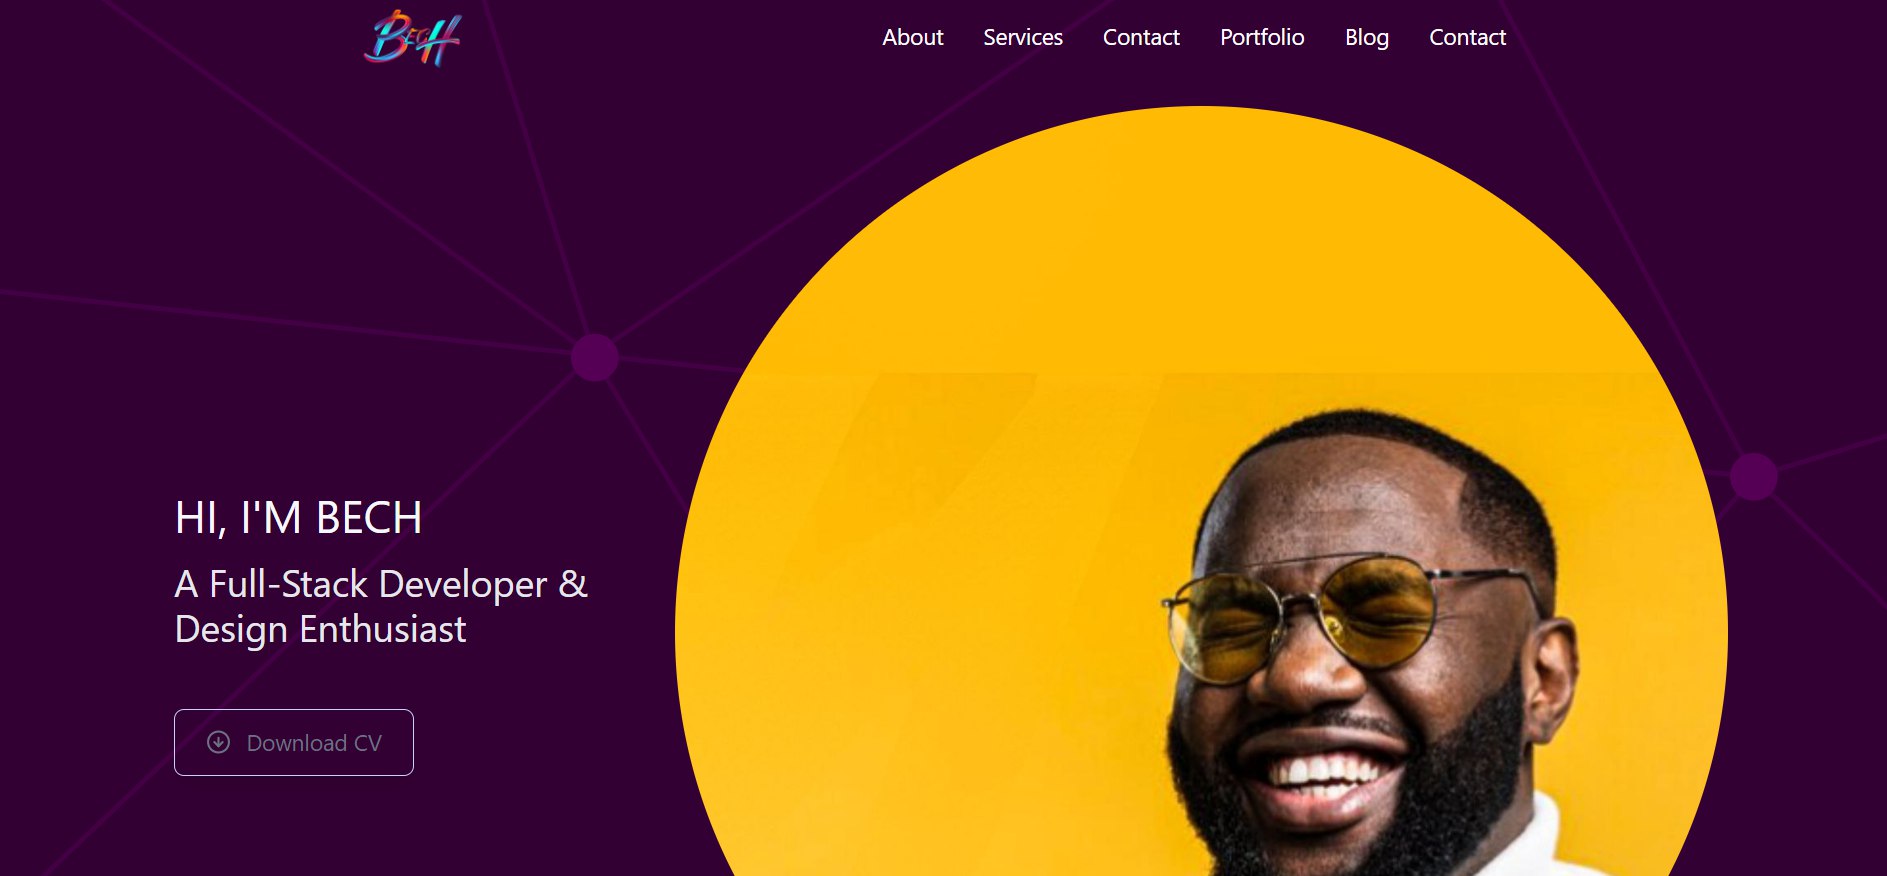 BECH
About Services Contact Portfolio Blog Contact
HI, I'M BECH
A Full-Stack Developer &
Design Enthusiast
Download CV